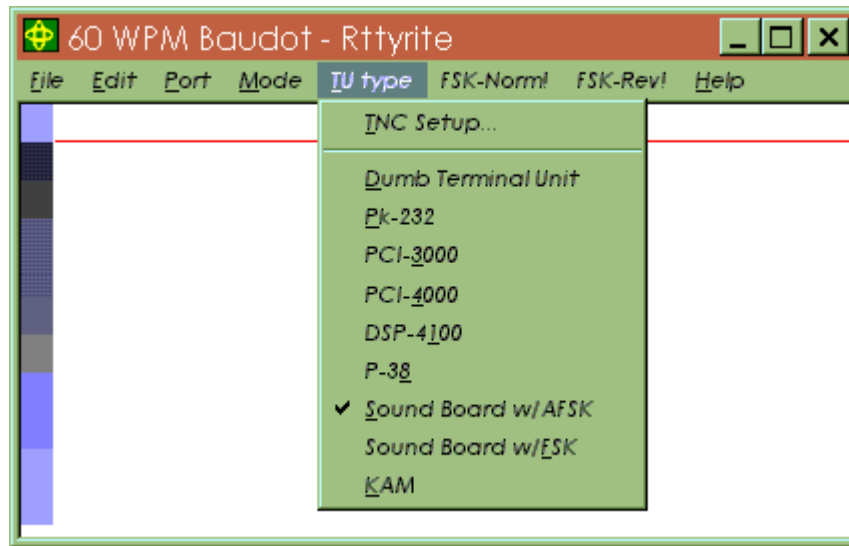 60 WPM Baudot - Rttyrite
File Edit Port Mode TU type FSK-Norm! FSK-Rev! Help
TNC Setup...
Dumb Terminal Unit
Pk-232
PCI-3000
PCI-4000
DSP-4100
P-38
Sound Board w/AFSK
Sound Board w/FSK
KAM